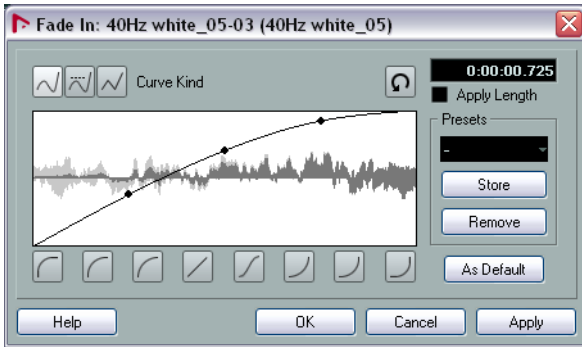 Fade In: 40Hz white_05-03 (40Hz white_05)
Curve Kind
0:00:00.725
Apply Length
Presets
-
Store
Remove
As Default
Help
OK
Cancel
Apply